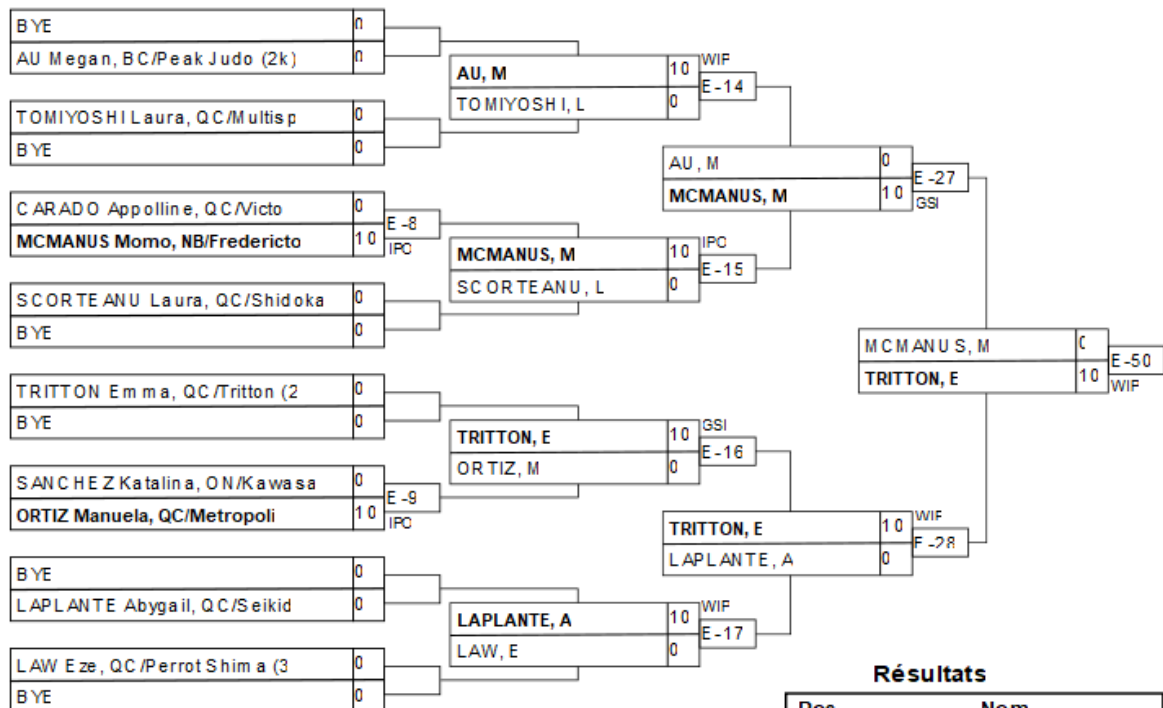 BYE 0
AU Megan, BC/Peak Judo (2k) 0
TOMIYOSHI Laura, QC/Multisp 0
BYE 0
CARADO Appolline, QC/Victo 0
MCMANUS Momo, NB/Fredericto 10
E-8
IPO
SCORTEANU Laura, QC/Shidoka 0
BYE 0
TRITTON Emma, QC/Tritton (2 0
BYE 0
SANCHEZ Katalina, ON/Kawasa 0
ORTIZ Manuela, QC/Metropoli 10
E-9
IPO
BYE 0
LAPLANTE Abygail, QC/Seikid 0
LAW Eze, QC/Perrot Shima (3 0
BYE 0
AU, M 10
TOMIYOSHI, L 0
WIF
E-14
MCMANUS, M 10
SCORTEANU, L 0
IPO
E-15
TRITTON, E 10
ORTIZ, M 0
GSI
E-16
LAPLANTE, A 10
LAW, E 0
WIF
E-17
AU, M 0
MCMANUS, M 10
E-27
GSI
TRITTON, E 10
LAPLANTE, A 0
WIF
E-28
MCMANUS, M 0
TRITTON, E 10
E-50
WIF
Résultats
Pos Nom